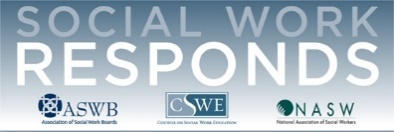 SOCIAL WORK
RESPONDS
ASWB
Association of Social Work Boards
CSWE
Council on Social Work Education
NASW
National Association of Social Workers